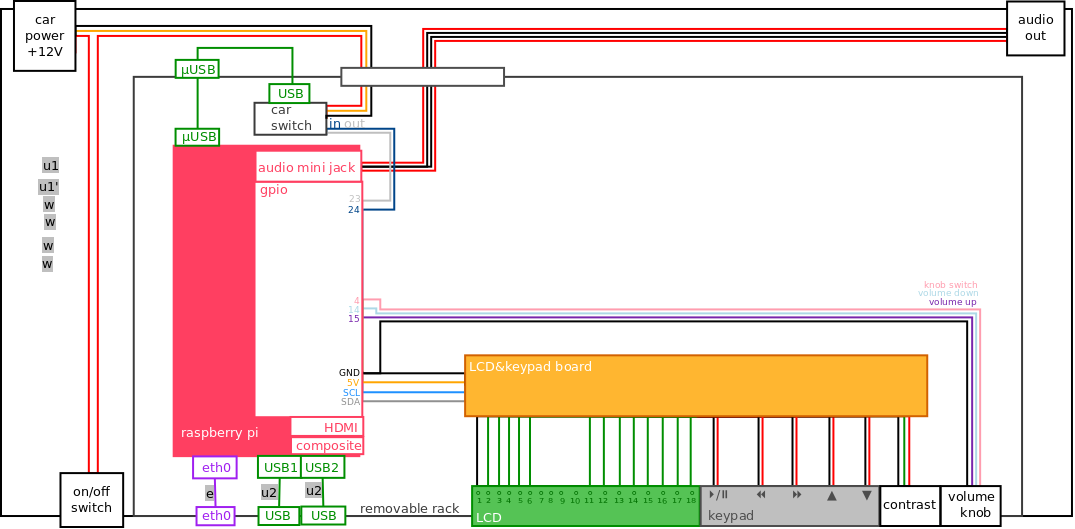 car
power
+12V
audio
out
µUSB
USB
car
switch
in out
µUSB
audio mini jack
gpio
u1
u1'
w
w
w
w
23
24
4
14
15
knob switch
volume down
volume up
GND
5V
SCL
SDA
LCD&keypad board
raspberry pi
HDMI
composite
eth0
USB1
USB2
on/off
switch
e
u2
u2
eth0
USB
USB
removable rack
1 2 3 4 5 6 7 8 9 10 11 12 13 14 15 16 17 18
LCD
keypad
contrast
volume
knob